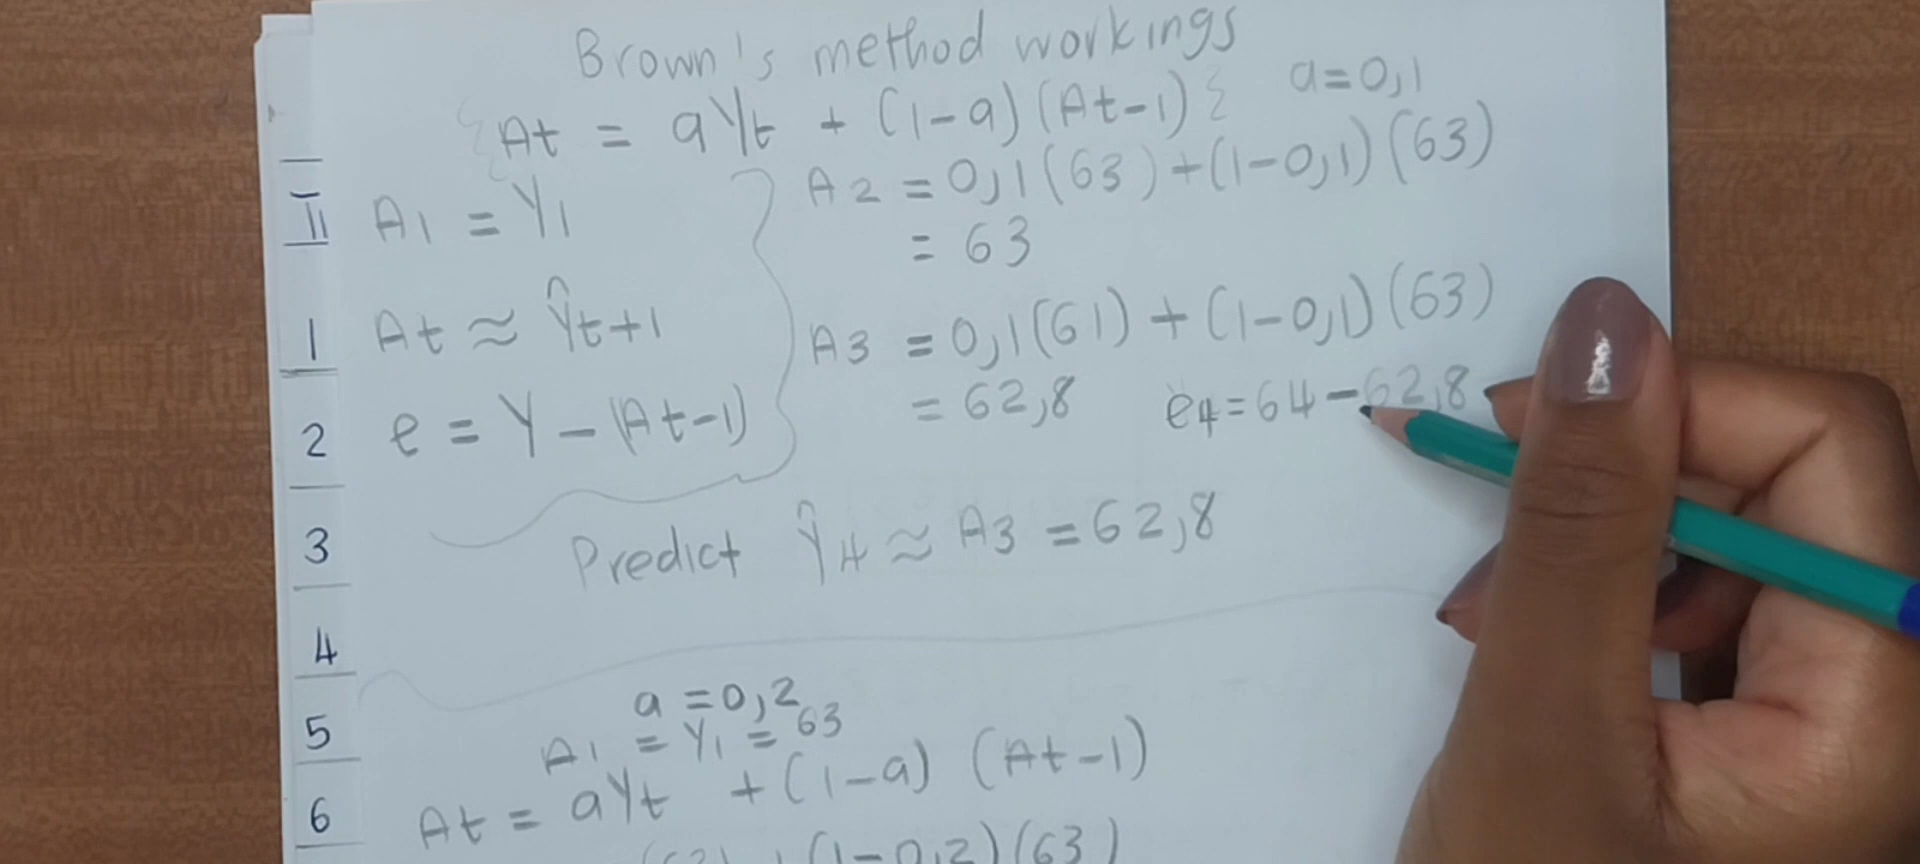 Brown's method workings
a=0,1
At = aYt + (1-a)(At-1)
A1 = Y1
At ≈ Ŷt+1
e = Y - (At-1)
A2 = 0,1(63)+(1-0,1)(63)
= 63
A3 = 0,1(61) + (1-0,1)(63)
= 62,8
e4=64-62,8
Predict Ŷ4 ≈ A3 = 62,8
1
2
3
4
5
6
a = 0,2
A1 = Y1 = 63
At = aYt + (1-a) (At-1)
(1-0,2)(63)